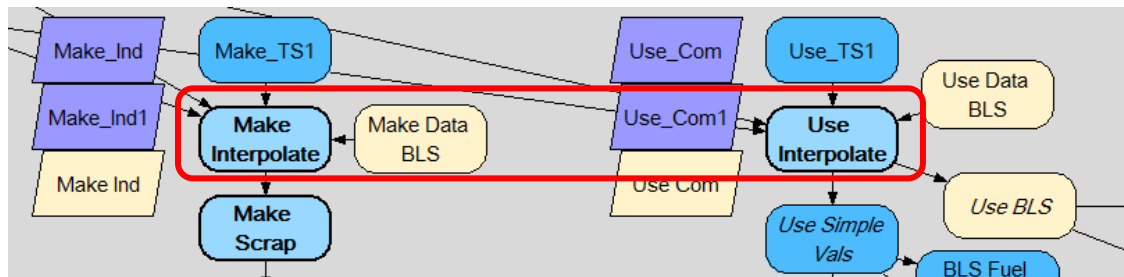 Make_Ind
Make_TS1
Use_Com
Use_TS1
Use Data
BLS
Make_Ind1
Make
Interpolate
Make Data
BLS
Use_Com1
Use
Interpolate
Make Ind
Use Com
Use BLS
Make
Scrap
Use Simple
Vals
BLS Fuel